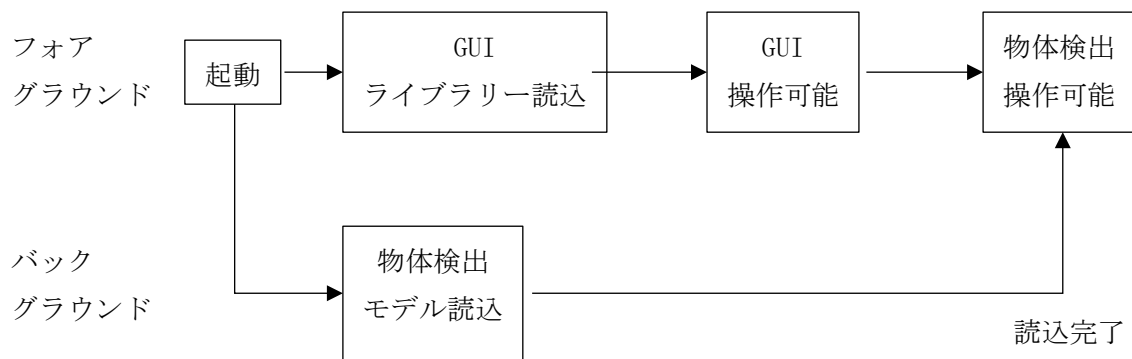 フォア
グラウンド
起動
GUI
ライブラリー読込
GUI
操作可能
物体検出
操作可能
バック
グラウンド
物体検出
モデル読込
読込完了